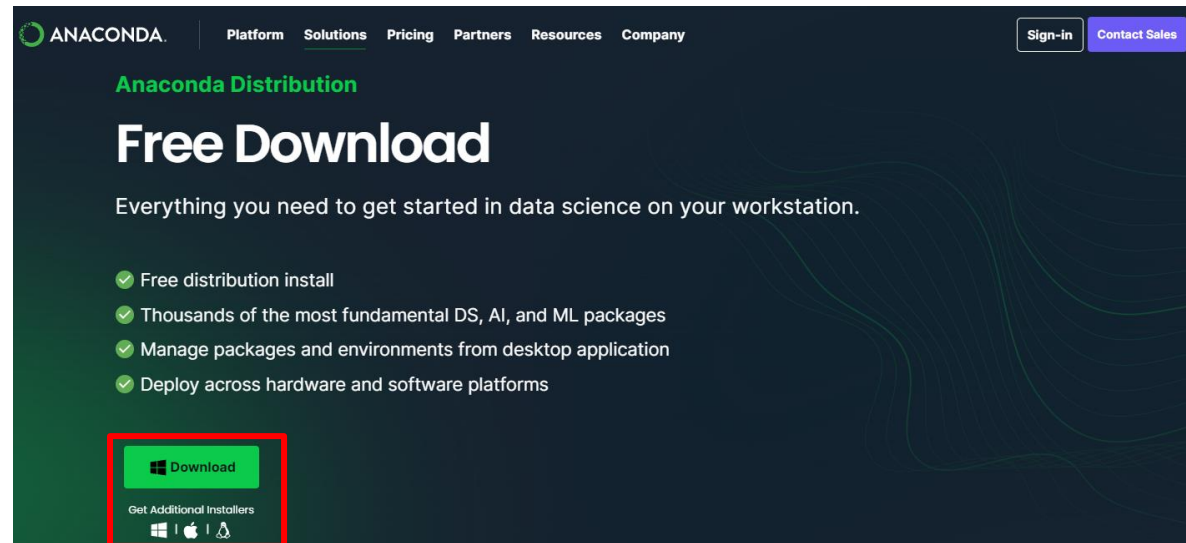 ANACONDA.
Platform Solutions Pricing Partners Resources Company
Sign-in
Contact Sales
Anaconda Distribution
Free Download
Everything you need to get started in data science on your workstation.
Free distribution install
Thousands of the most fundamental DS, AI, and ML packages
Manage packages and environments from desktop application
Deploy across hardware and software platforms
Download
Get Additional Installers